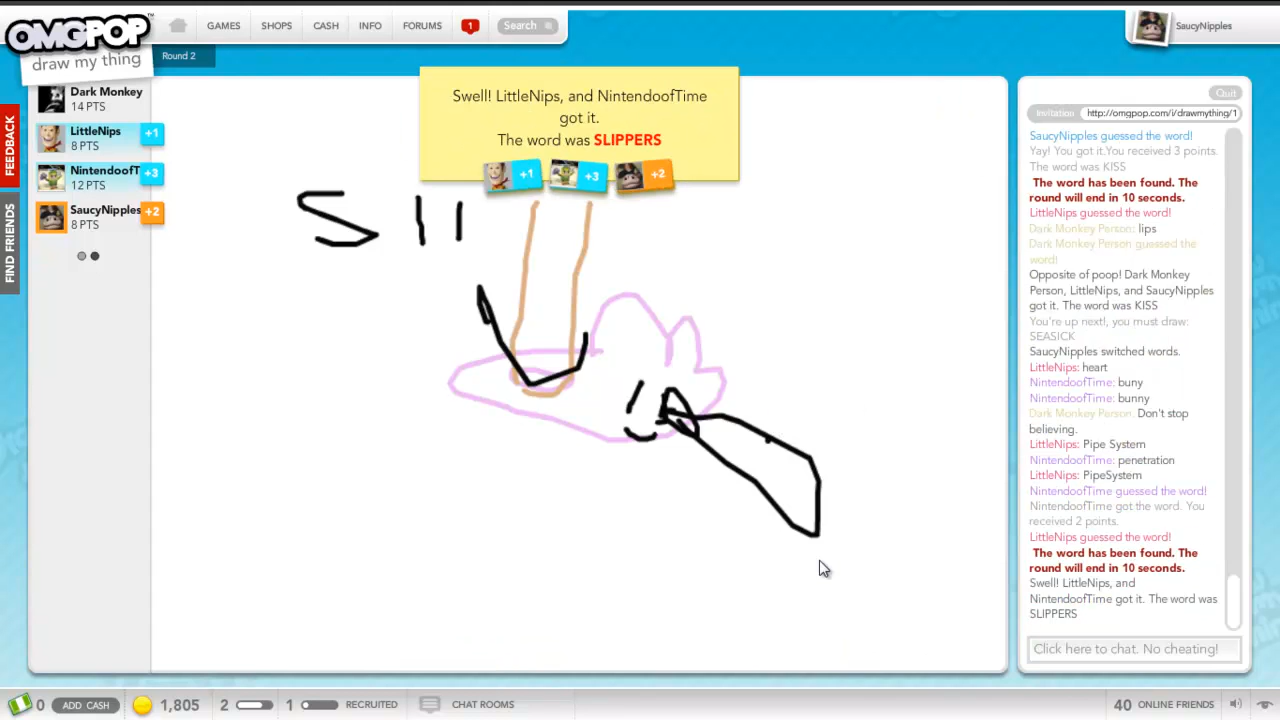 OMGPOP™
draw my thing
GAMES
SHOPS
CASH
INFO
FORUMS
1
Search
SaucyNipples
Round 2
FEEDBACK
FIND FRIENDS
Dark Monkey
14 PTS
LittleNips
8 PTS
+1
NintendoofT
12 PTS
+3
SaucyNipples
8 PTS
+2
Swell! LittleNips, and NintendoofTime
got it.
The word was SLIPPERS
+1
+3
+2
S l l
Quit
Invitation
http://omgpop.com/i/drawmything/1
SaucyNipples guessed the word!
Yay! You got it.You received 3 points.
The word was KISS
The word has been found. The
round will end in 10 seconds.
LittleNips guessed the word!
Dark Monkey Person: lips
Dark Monkey Person guessed the
word!
Opposite of poop! Dark Monkey
Person, LittleNips, and SaucyNipples
got it. The word was KISS
You're up next!, you must draw:
SEASICK
SaucyNipples switched words.
LittleNips: heart
NintendoofTime: buny
NintendoofTime: bunny
Dark Monkey Person: Don't stop
believing.
LittleNips: Pipe System
NintendoofTime: penetration
LittleNips: PipeSystem
NintendoofTime guessed the word!
NintendoofTime got the word. You
received 2 points.
LittleNips guessed the word!
The word has been found. The
round will end in 10 seconds.
Swell! LittleNips, and
NintendoofTime got it. The word was
SLIPPERS
Click here to chat. No cheating!
0
ADD CASH
1,805
2
1
RECRUITED
CHAT ROOMS
40 ONLINE FRIENDS